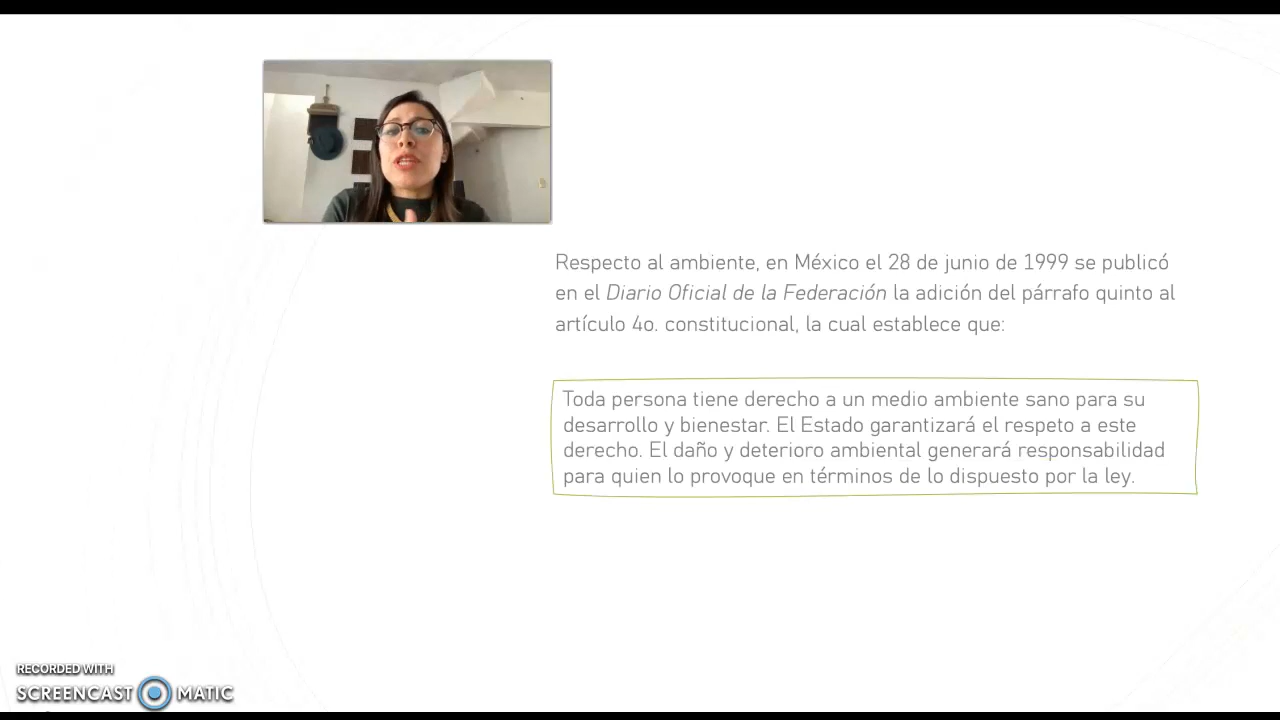 Respecto al ambiente, en México el 28 de junio de 1999 se publicó
en el Diario Oficial de la Federación la adición del párrafo quinto al
artículo 4o. constitucional, la cual establece que:
Toda persona tiene derecho a un medio ambiente sano para su
desarrollo y bienestar. El Estado garantizará el respeto a este
derecho. El daño y deterioro ambiental generará responsabilidad
para quien lo provoque en términos de lo dispuesto por la ley.
RECORDED WITH
SCREENCAST MATIC